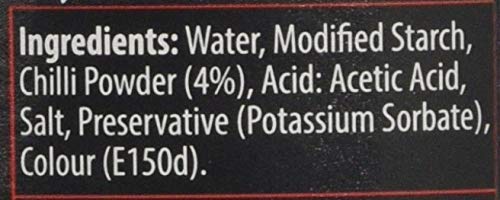 Ingredients: Water, Modified Starch,
Chilli Powder (4%), Acid: Acetic Acid,
Salt, Preservative (Potassium Sorbate),
Colour (E150d).